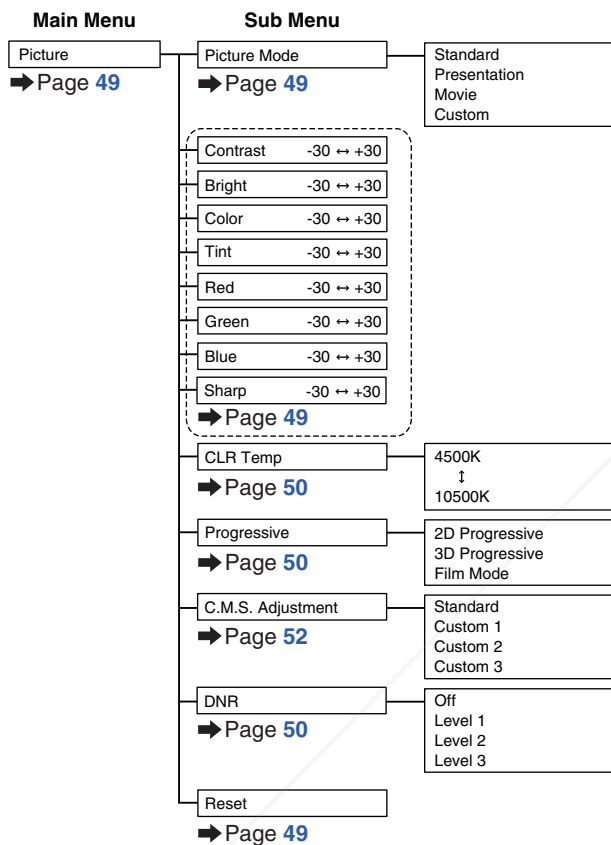 Main Menu Sub Menu
Picture
➡ Page 49
Picture Mode
➡ Page 49
Standard
Presentation
Movie
Custom
Contrast -30 ↔ +30
Bright -30 ↔ +30
Color -30 ↔ +30
Tint -30 ↔ +30
Red -30 ↔ +30
Green -30 ↔ +30
Blue -30 ↔ +30
Sharp -30 ↔ +30
➡ Page 49
CLR Temp
➡ Page 50
4500K
↕
10500K
Progressive
➡ Page 50
2D Progressive
3D Progressive
Film Mode
C.M.S. Adjustment
➡ Page 52
Standard
Custom 1
Custom 2
Custom 3
DNR
➡ Page 50
Off
Level 1
Level 2
Level 3
Reset
➡ Page 49